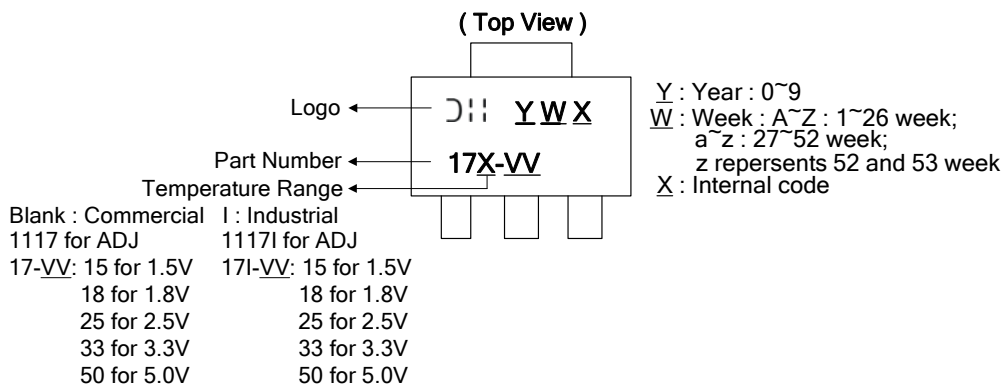 ( Top View )
Logo
Y W X
Part Number
17X-VV
Temperature Range
Y : Year : 0~9
W : Week : A~Z : 1~26 week;
a~z : 27~52 week;
z repersents 52 and 53 week
X : Internal code
Blank : Commercial I : Industrial
1117 for ADJ 1117I for ADJ
17-VV: 15 for 1.5V 17I-VV: 15 for 1.5V
18 for 1.8V 18 for 1.8V
25 for 2.5V 25 for 2.5V
33 for 3.3V 33 for 3.3V
50 for 5.0V 50 for 5.0V